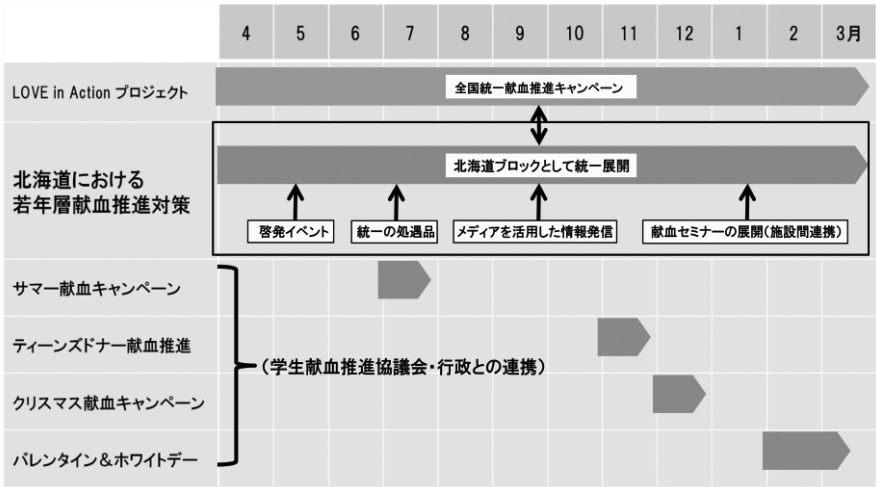 4 5 6 7 8 9 10 11 12 1 2 3月
LOVE in Action プロジェクト
全国統一献血推進キャンペーン
北海道における
若年層献血推進対策
北海道ブロックとして統一展開
啓発イベント
統一の処遇品
メディアを活用した情報発信
献血セミナーの展開(施設間連携)
サマー献血キャンペーン
ティーンズドナー献血推進
(学生献血推進協議会・行政との連携)
クリスマス献血キャンペーン
バレンタイン&ホワイトデー